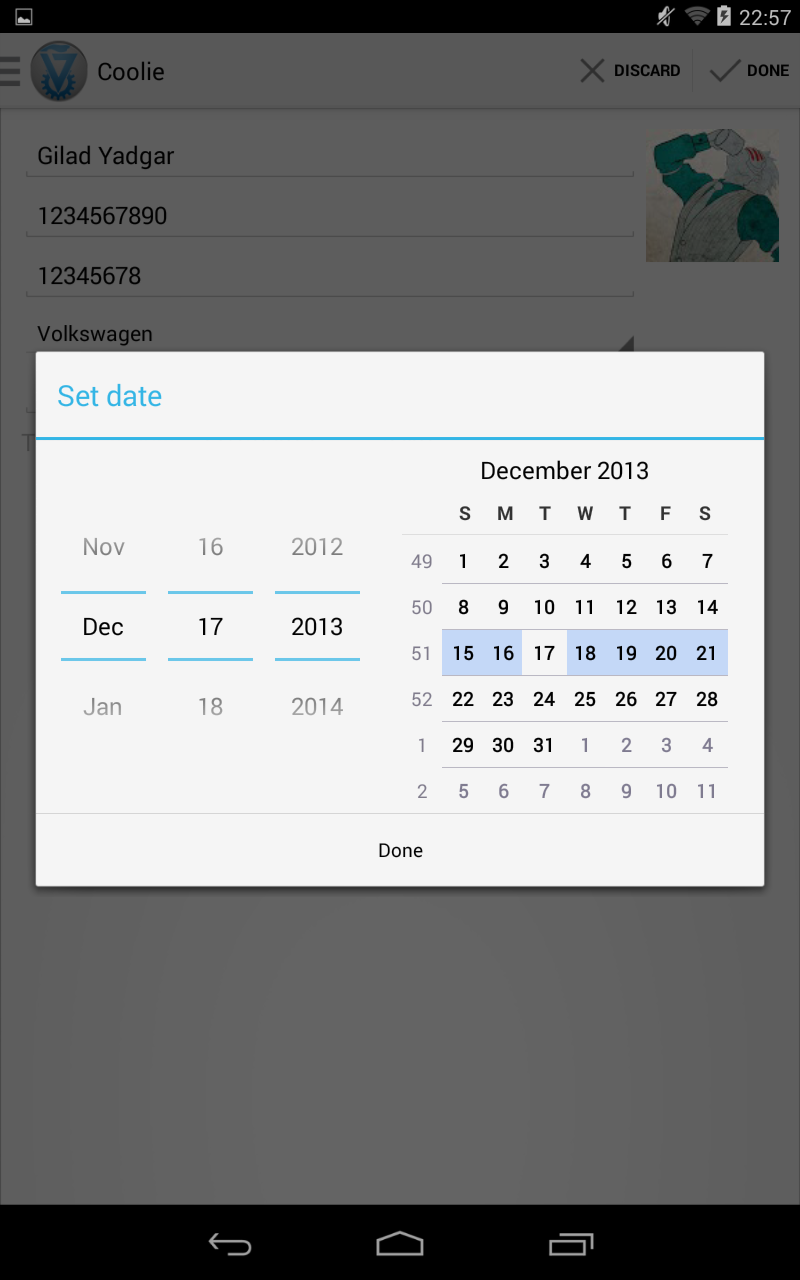 22:57
Coolie
DISCARD
DONE
Gilad Yadgar
1234567890
12345678
Volkswagen
T
Set date
Nov 16 2012
Dec 17 2013
Jan 18 2014
December 2013
S M T W T F S
49 1 2 3 4 5 6 7
50 8 9 10 11 12 13 14
51 15 16 17 18 19 20 21
52 22 23 24 25 26 27 28
1 29 30 31 1 2 3 4
2 5 6 7 8 9 10 11
Done